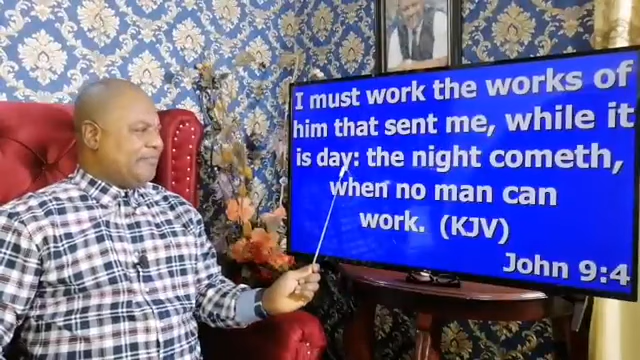 I must work the works of
him that sent me, while it
is day: the night cometh,
when no man can
work. (KJV)
John 9:4